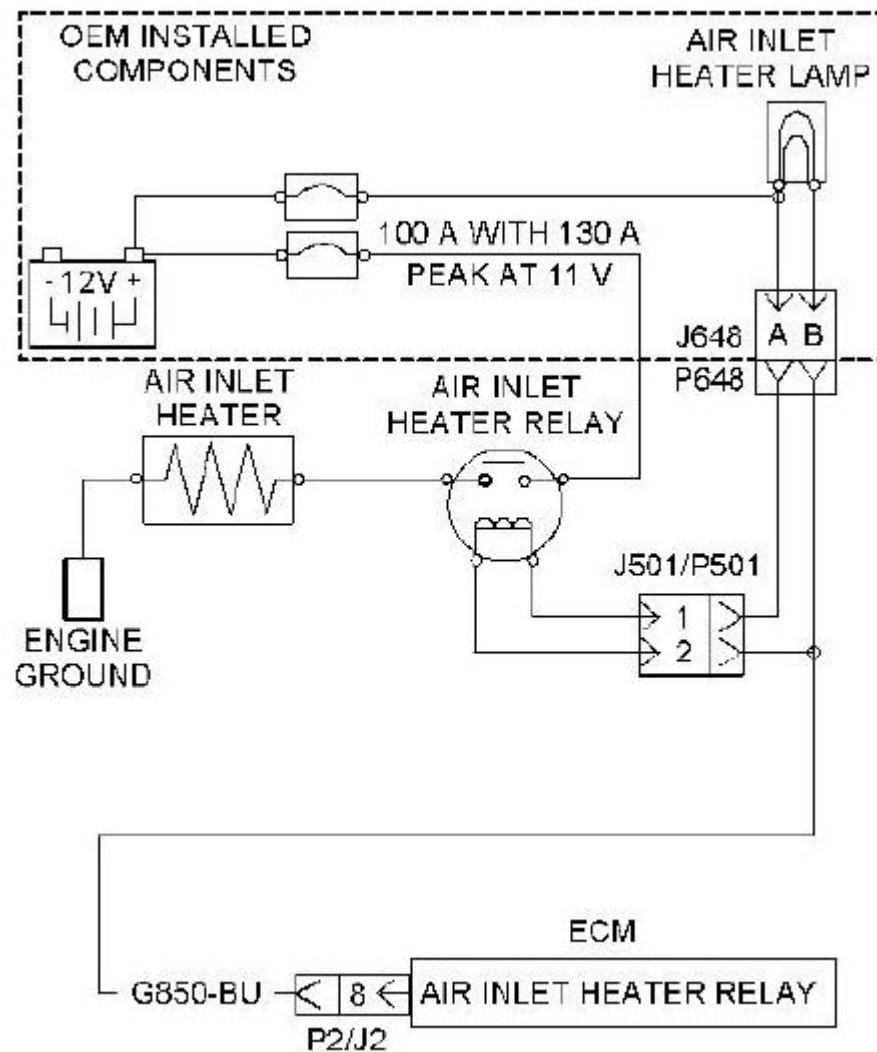 OEM INSTALLED
COMPONENTS
AIR INLET
HEATER LAMP
100 A WITH 130 A
PEAK AT 11 V
- 12V +
J648 A B
P648
AIR INLET
HEATER
AIR INLET
HEATER RELAY
J501/P501
1
2
ENGINE
GROUND
ECM
G850-BU
8
AIR INLET HEATER RELAY
P2/J2